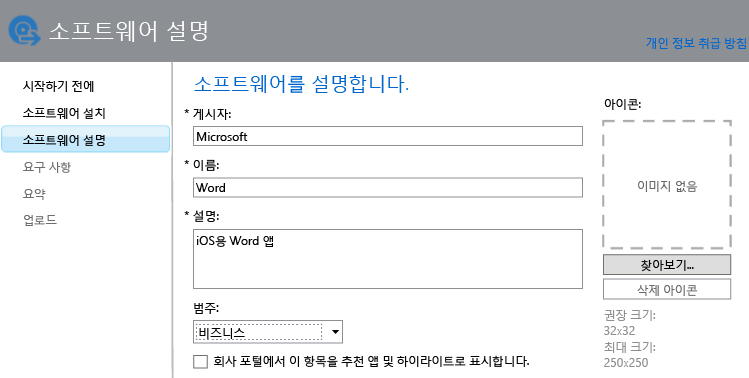 소프트웨어 설명
개인 정보 취급 방침
시작하기 전에
소프트웨어 설치
소프트웨어 설명
요구 사항
요약
업로드
소프트웨어를 설명합니다.
* 게시자:
Microsoft
* 이름:
Word
* 설명:
iOS용 Word 앱
범주:
비즈니스
회사 포털에서 이 항목을 추천 앱 및 하이라이트로 표시합니다.
아이콘:
이미지 없음
찾아보기...
삭제 아이콘
권장 크기:
32x32
최대 크기:
250x250